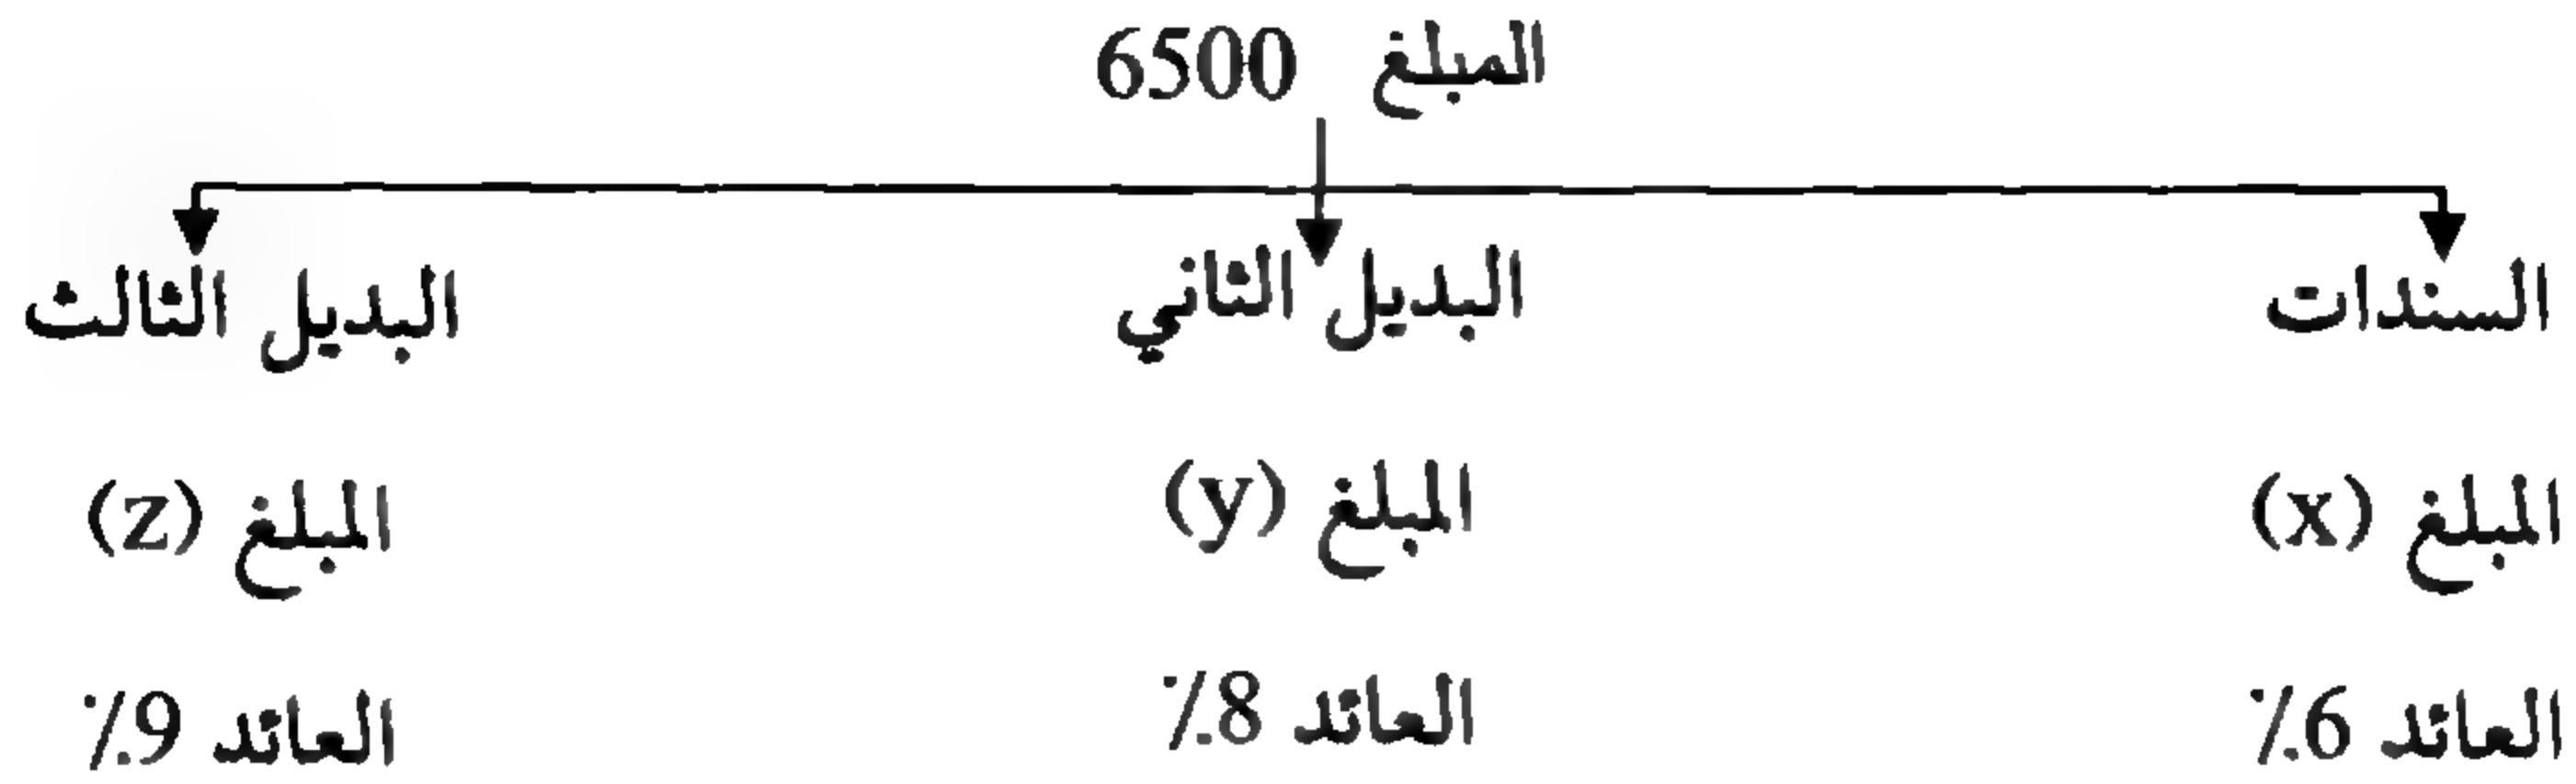 المبلغ 6500
السندات البديل الثاني البديل الثالث
المبلغ (x) المبلغ (y) المبلغ (z)
العائد 6٪ العائد 8٪ العائد 9٪